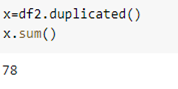 x=df2.duplicated()
x.sum()
78